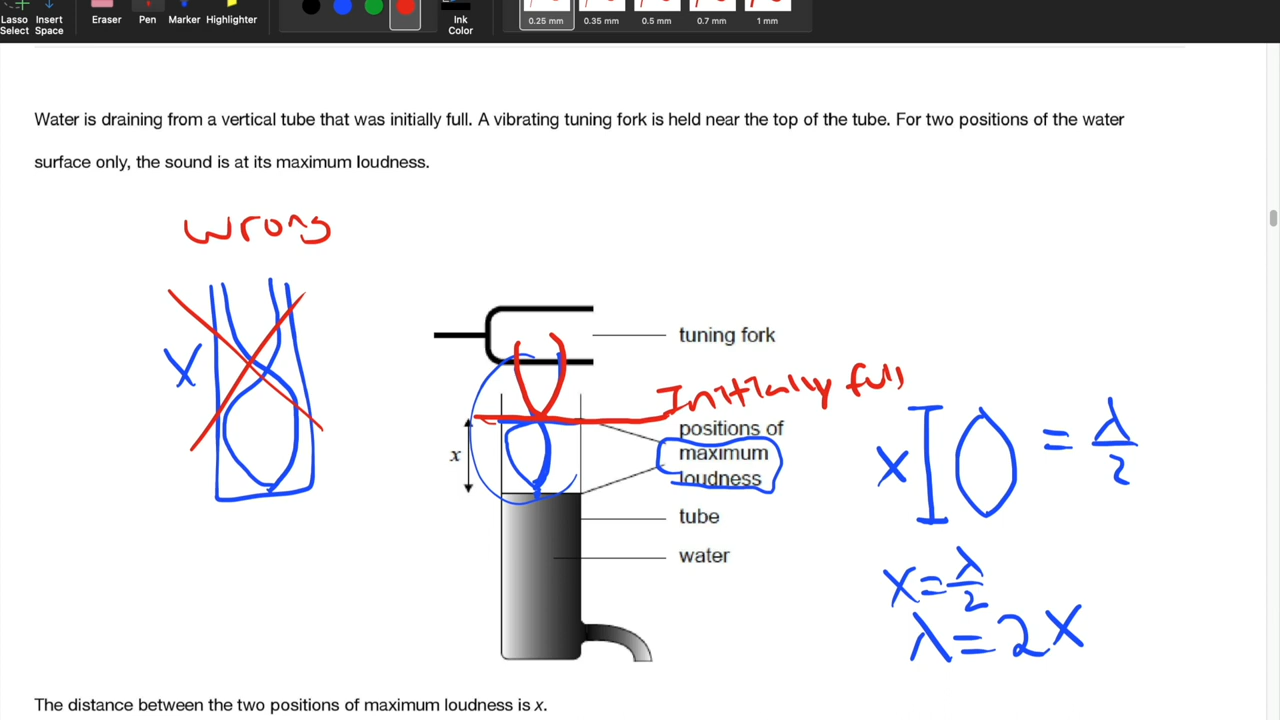 Lasso
Select
Insert
Space
Eraser
Pen
Marker
Highlighter
Ink
Color
0.25 mm
0.35 mm
0.5 mm
0.7 mm
1 mm
Water is draining from a vertical tube that was initially full. A vibrating tuning fork is held near the top of the tube. For two positions of the water
surface only, the sound is at its maximum loudness.
wrong
x
tuning fork
Initially full
positions of
maximum
loudness
x
tube
water
x = λ/2
x = λ/2
λ = 2x
The distance between the two positions of maximum loudness is x.